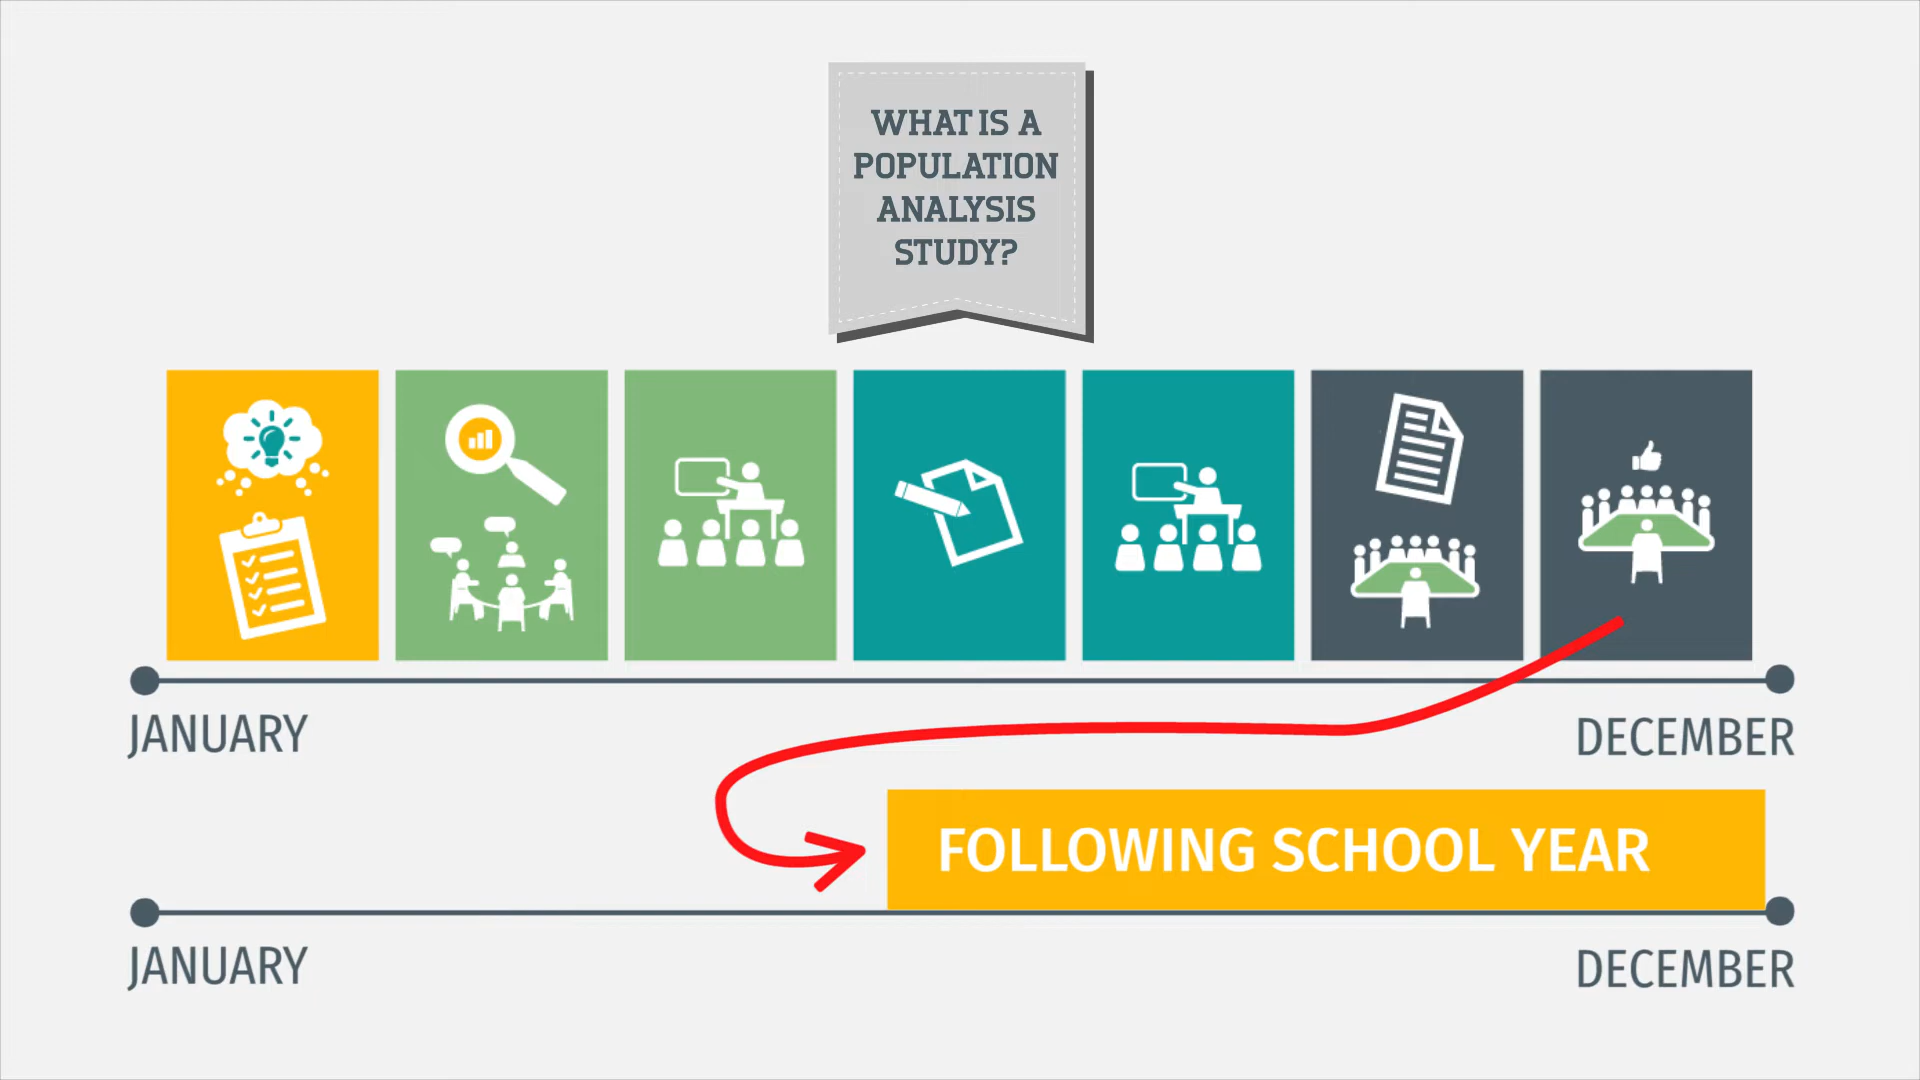 WHAT IS A
POPULATION
ANALYSIS
STUDY?
JANUARY
DECEMBER
FOLLOWING SCHOOL YEAR
JANUARY
DECEMBER